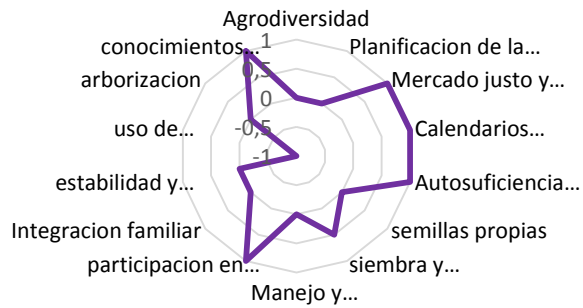 Agrodiversidad
Planificacion de la...
Mercado justo y...
Calendarios...
Autosuficiencia...
semillas propias
siembra y...
Manejo y...
participacion en...
Integracion familiar
estabilidad y...
uso de...
arborizacion
conocimientos...
1
0,5
0
-0,5
-1